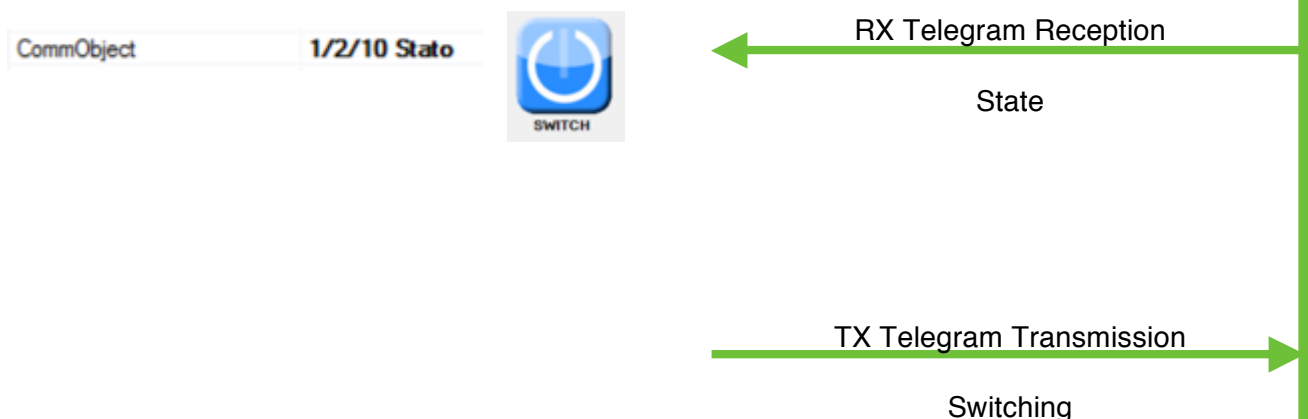 CommObject 1/2/10 Stato
SWITCH
RX Telegram Reception
State
TX Telegram Transmission
Switching